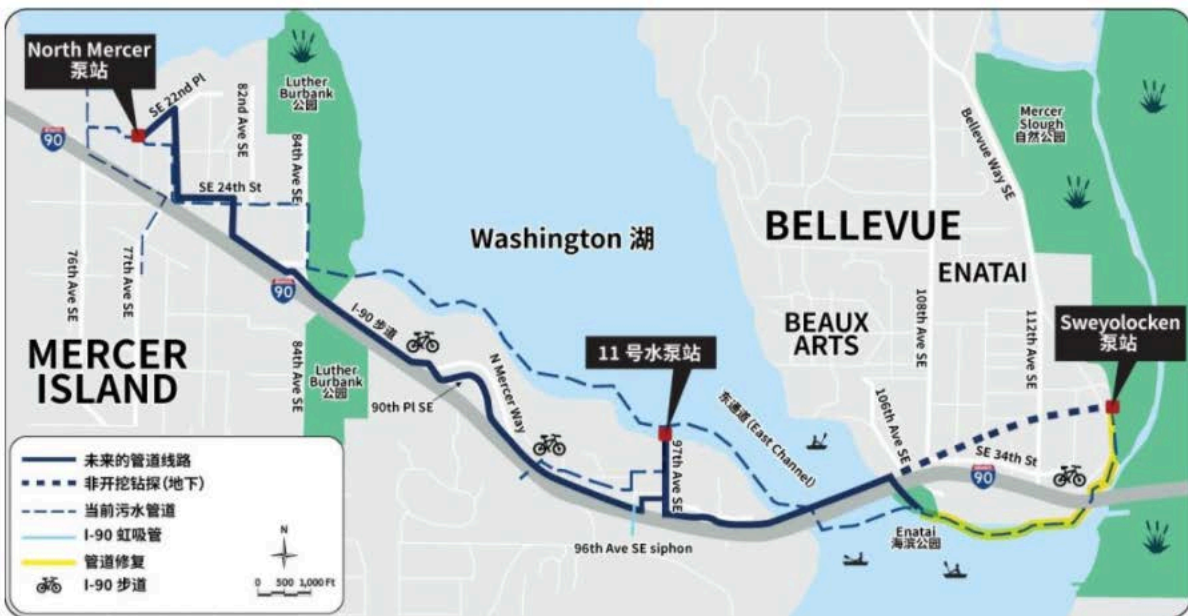 North Mercer
泵站
SE 22nd Pl
82nd Ave SE
Luther
Burbank
公园
84th Ave SE
90
SE 24th St
76th Ave SE
77th Ave SE
90
MERCER
ISLAND
84th Ave SE
Luther
Burbank
公园
I-90 步道
90th Pl SE
N Mercer Way
Washington 湖
11 号水泵站
97th Ave SE
96th Ave SE siphon
东通道 (East Channel)
BELLEVUE
ENATAI
BEAUX
ARTS
Bellevue Way SE
Mercer
Slough
自然公园
108th Ave SE
112th Ave SE
106th Ave SE
Sweyolocken
泵站
SE 34th St
90
Enatai
海滨公园
未来的管道线路
非开挖钻探（地下）
当前污水管道
I-90 虹吸管
管道修复
I-90 步道
N
0 500 1,000 Ft